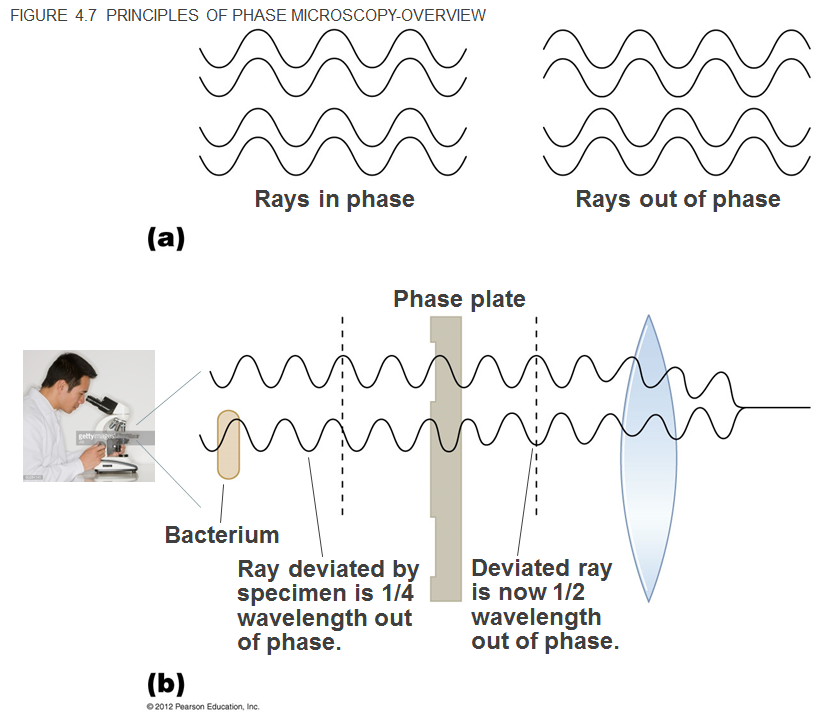 FIGURE 4.7 PRINCIPLES OF PHASE MICROSCOPY-OVERVIEW
Rays in phase
Rays out of phase
(a)
Phase plate
gettyimages
Bacterium
Ray deviated by
specimen is 1/4
wavelength out
of phase.
Deviated ray
is now 1/2
wavelength
out of phase.
(b)
© 2012 Pearson Education, Inc.